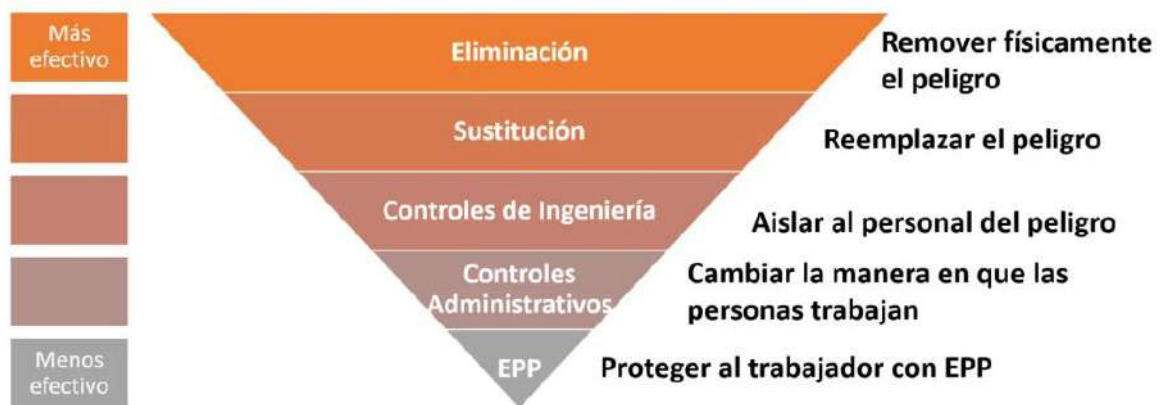 Más
efectivo
Eliminación
Remover físicamente
el peligro
Sustitución
Reemplazar el peligro
Controles de Ingeniería
Aislar al personal del peligro
Controles
Administrativos
Cambiar la manera en que las
personas trabajan
Menos
efectivo
EPP
Proteger al trabajador con EPP